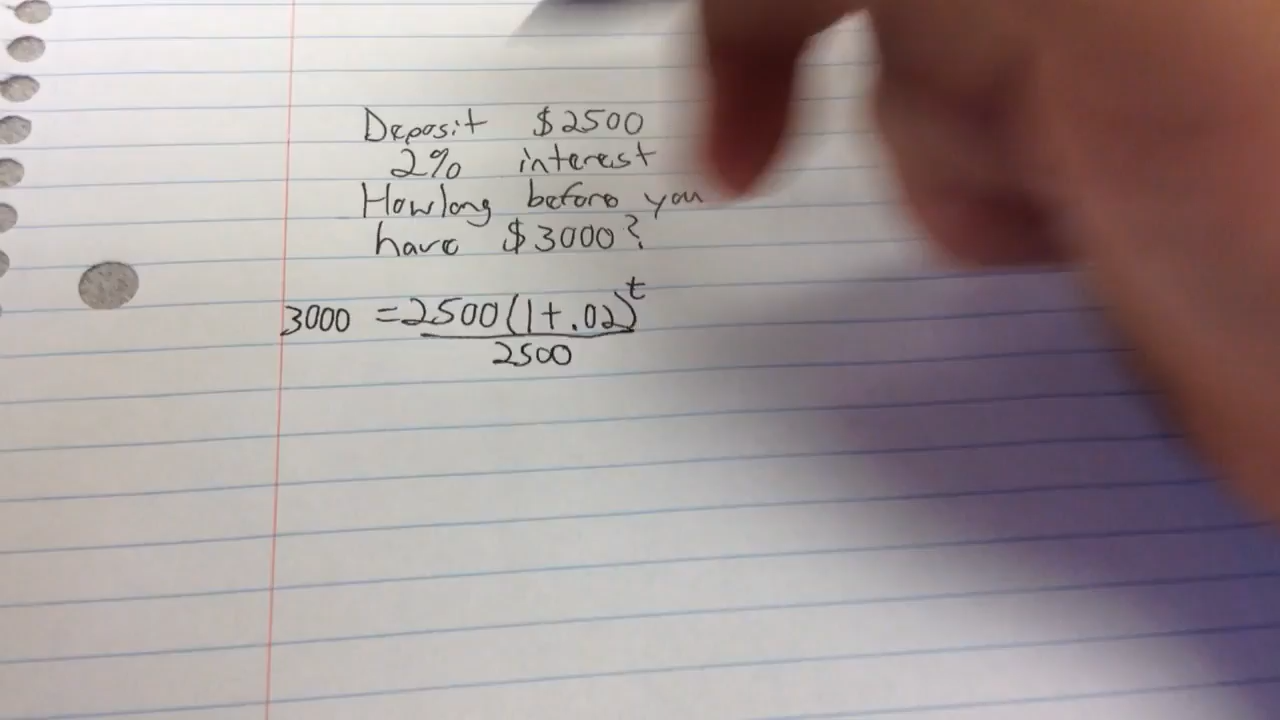 Deposit $2500
2% interest
How long before you
have $3000?
3000 = 2500(1+.02)^t
2500